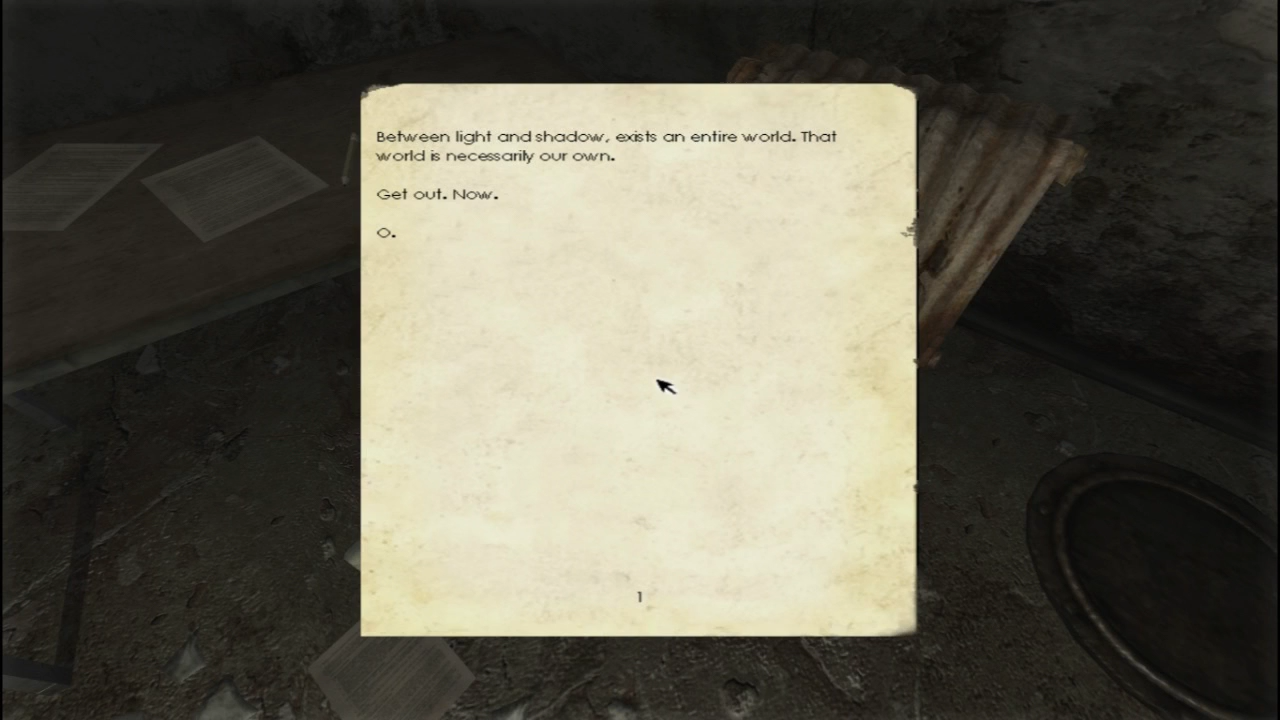 Between light and shadow, exists an entire world. That
world is necessarily our own.
Get out. Now.
O.
1